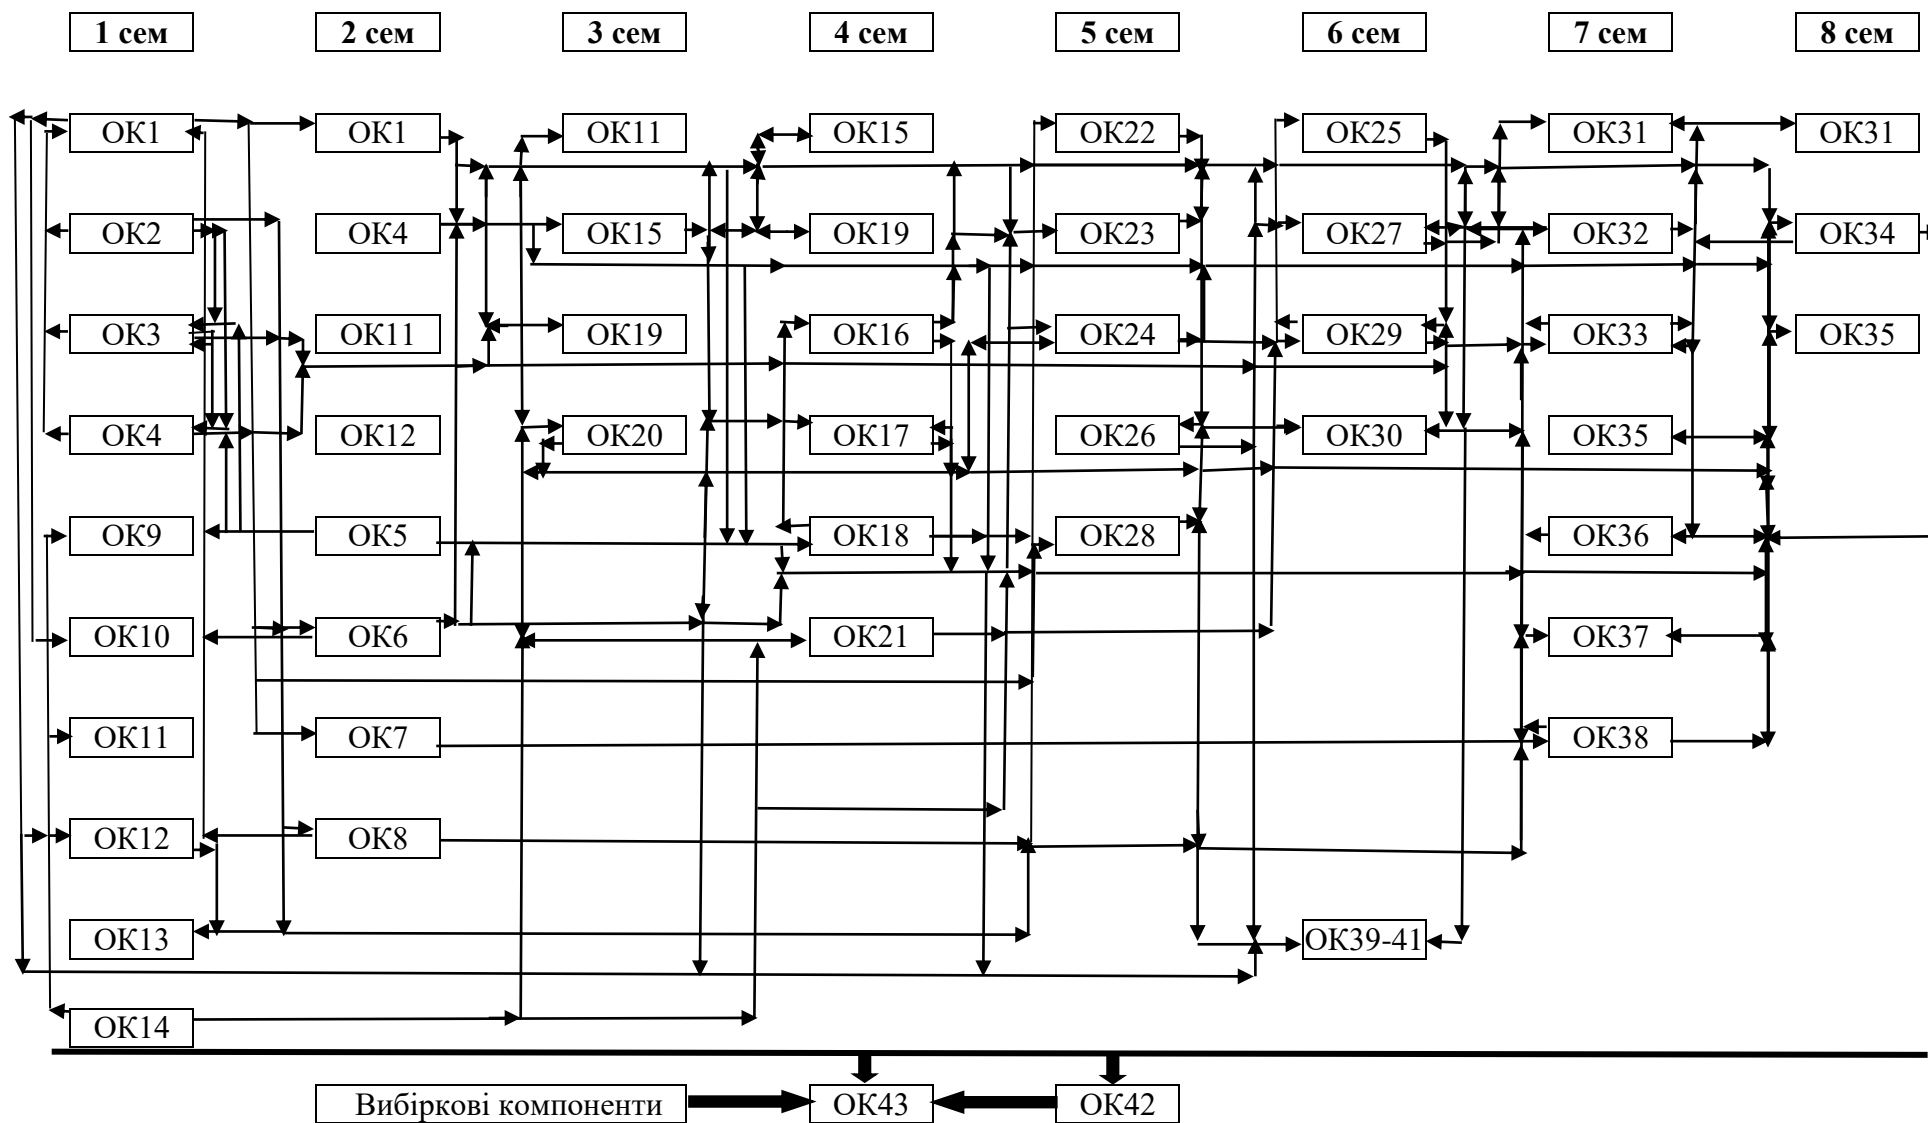 1 сем 2 сем 3 сем 4 сем 5 сем 6 сем 7 сем 8 сем
ОК1 ОК1 ОК11 ОК15 ОК22 ОК25 ОК31 ОК31
ОК2 ОК4 ОК15 ОК19 ОК23 ОК27 ОК32 ОК34
ОК3 ОК11 ОК19 ОК16 ОК24 ОК29 ОК33 ОК35
ОК4 ОК12 ОК20 ОК17 ОК26 ОК30 ОК35
ОК9 ОК5 ОК18 ОК28 ОК36
ОК10 ОК6 ОК21 ОК37
ОК11 ОК7 ОК38
ОК12 ОК8
ОК13 ОК39-41
ОК14
Вибіркові компоненти ОК43 ОК42